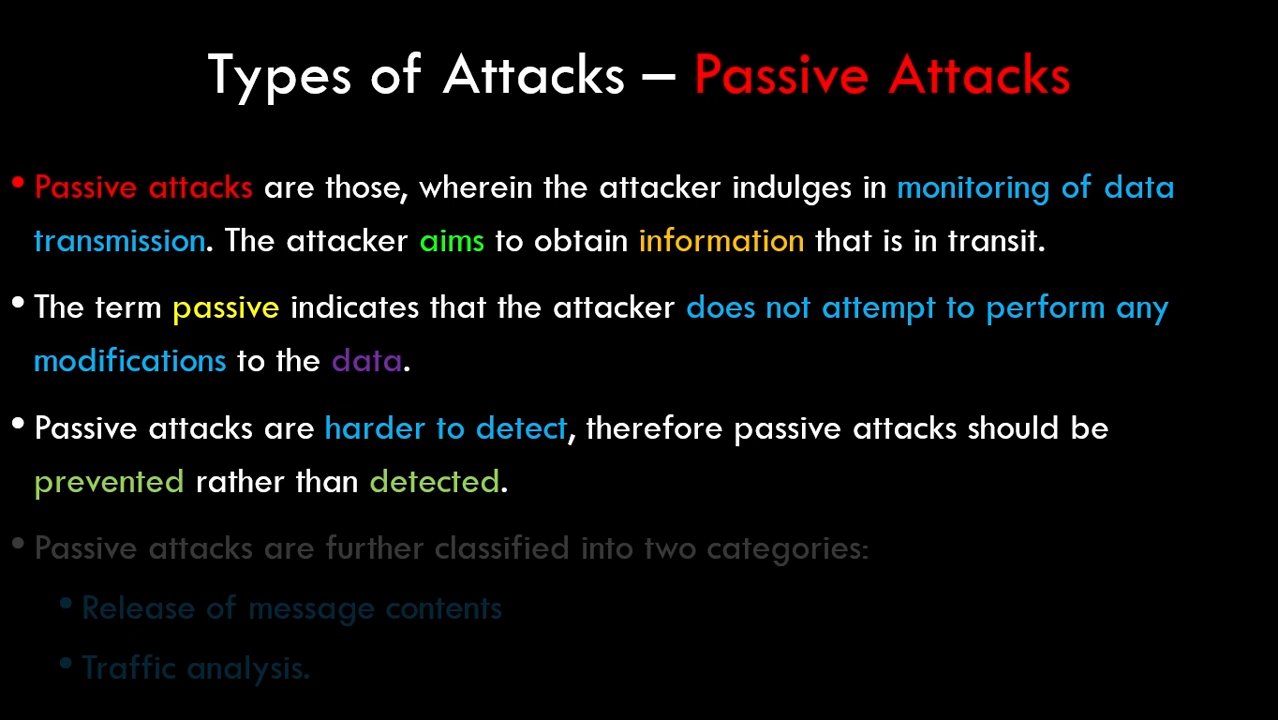 Types of Attacks – Passive Attacks
• Passive attacks are those, wherein the attacker indulges in monitoring of data
transmission. The attacker aims to obtain information that is in transit.
• The term passive indicates that the attacker does not attempt to perform any
modifications to the data.
• Passive attacks are harder to detect, therefore passive attacks should be
prevented rather than detected.
• Passive attacks are further classified into two categories:
• Release of message contents
• Traffic analysis.